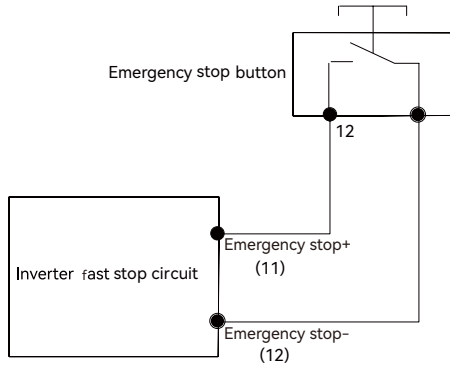 Emergency stop button
12
Emergency stop+
(11)
Inverter fast stop circuit
Emergency stop-
(12)